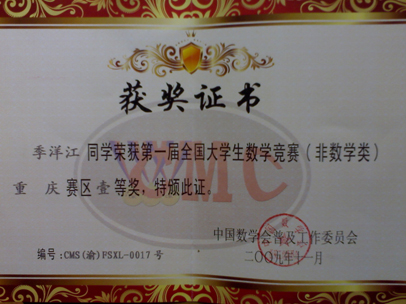 获奖证书
季洋江 同学荣获第一届全国大学生数学竞赛（非数学类）
重 庆 赛区 壹 等奖，特颁此证。
中国数学会普及工作委员会
二〇〇九年十一月
编号：CMS(渝)FSXL-0017 号